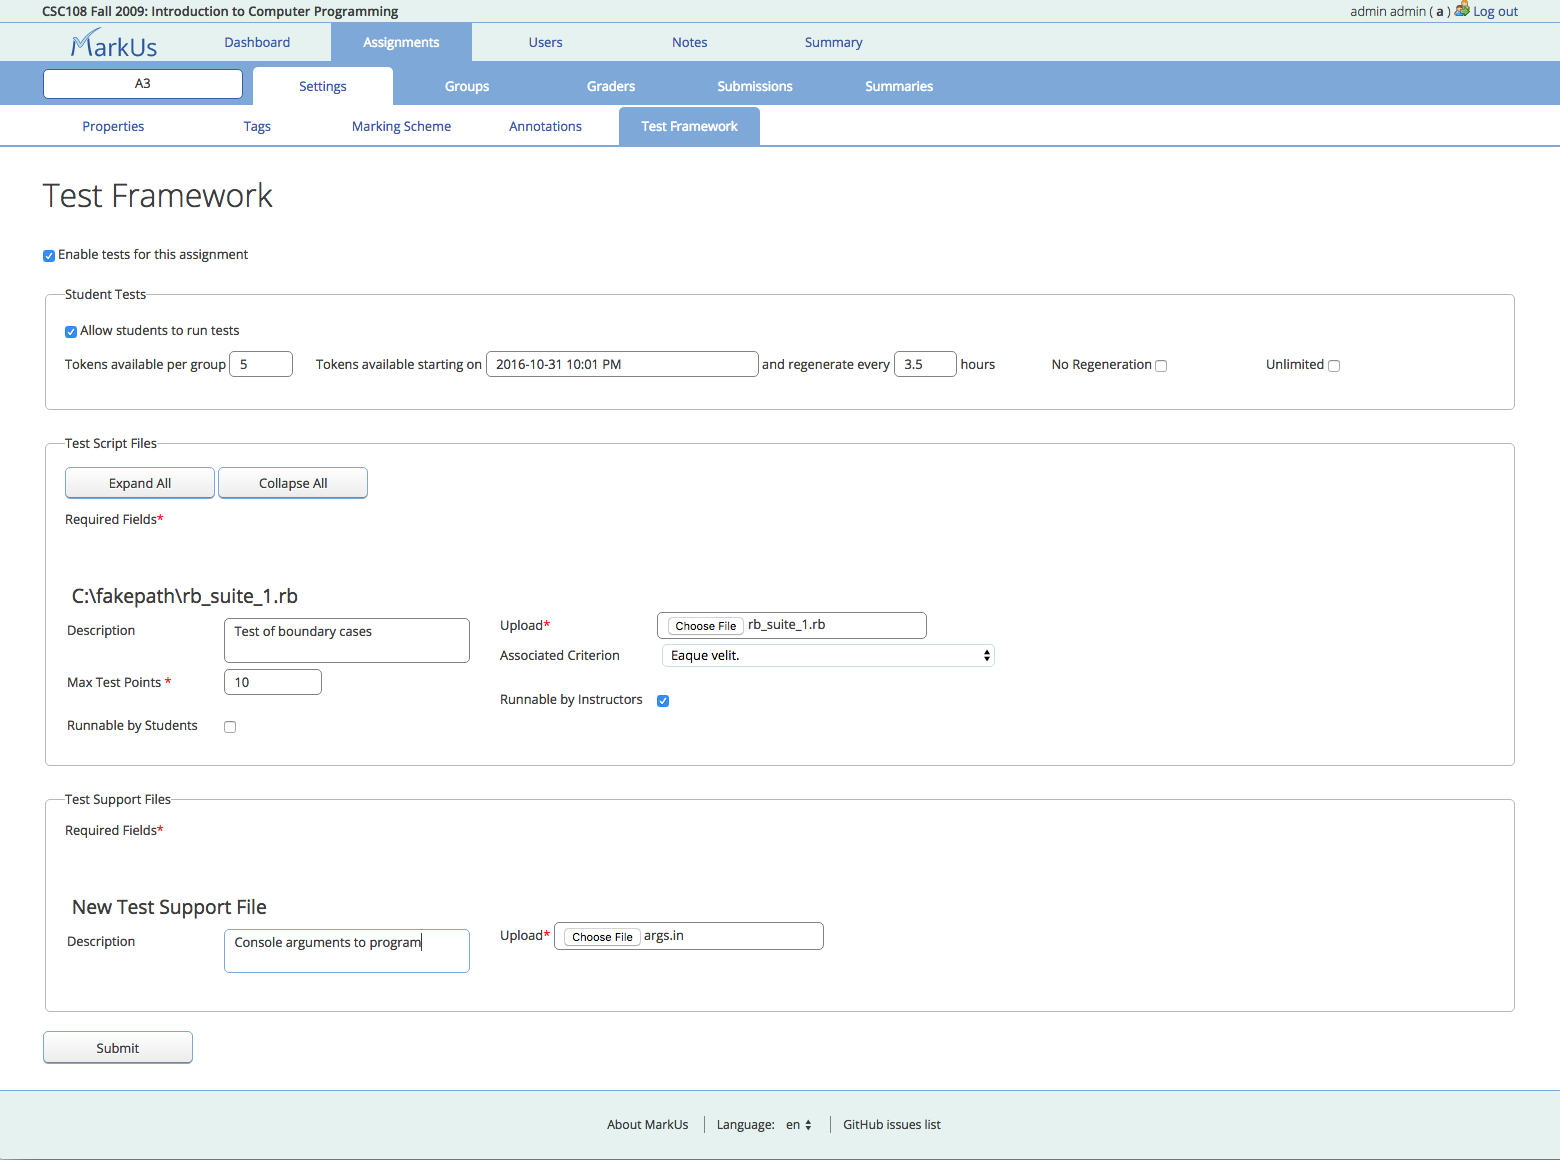 CSC108 Fall 2009: Introduction to Computer Programming admin admin ( a ) Log out
MarkUs Dashboard Assignments Users Notes Summary
A3 Settings Groups Graders Submissions Summaries
Properties Tags Marking Scheme Annotations Test Framework
Test Framework
Enable tests for this assignment
Student Tests
Allow students to run tests
Tokens available per group 5 Tokens available starting on 2016-10-31 10:01 PM and regenerate every 3.5 hours No Regeneration Unlimited
Test Script Files
Expand All Collapse All
Required Fields*
C:\fakepath\rb_suite_1.rb
Description Test of boundary cases Upload* Choose File rb_suite_1.rb
Associated Criterion Eaque velit.
Max Test Points * 10
Runnable by Instructors
Runnable by Students
Test Support Files
Required Fields*
New Test Support File
Description Console arguments to program Upload* Choose File args.in
Submit
About MarkUs Language: en GitHub issues list